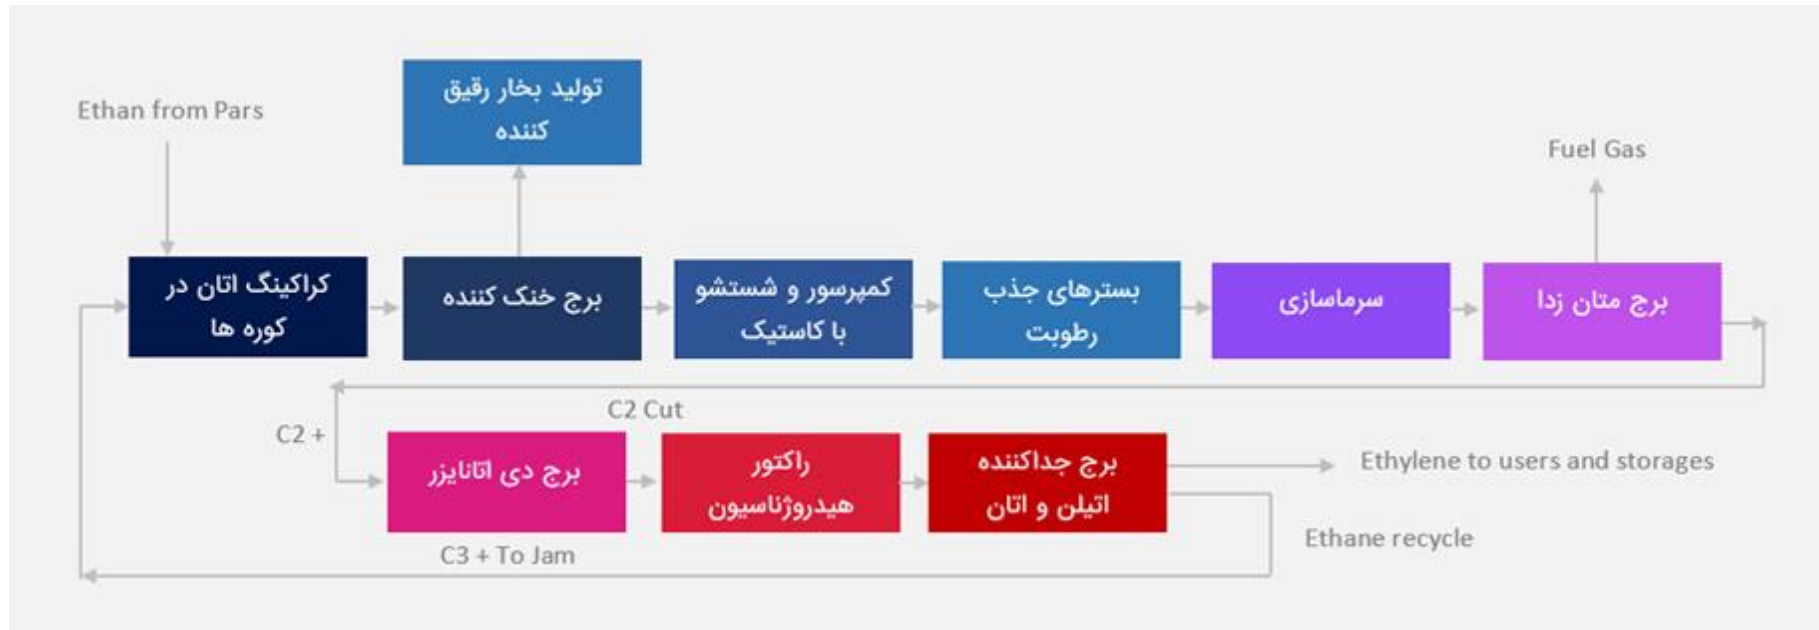 Ethan from Pars
تولید بخار رقیق
کننده
Fuel Gas
کراکینگ اتان در
کوره ها
برج خنک کننده
کمپرسور و شستشو
با کاستیک
بسترهای جذب
رطوبت
سرماسازی
برج متان زدا
C2 Cut
C2 +
برج دی اتانایزر
راکتور
هیدروژناسیون
برج جداکننده
اتیلن و اتان
Ethylene to users and storages
Ethane recycle
C3 + To Jam